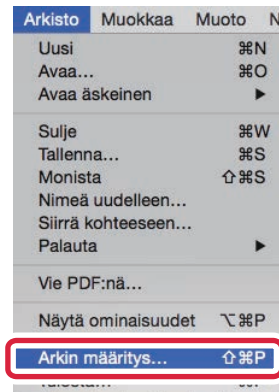 Arkisto Muokkaa Muoto N
Uusi ⌘N
Avaa... ⌘O
Avaa äskeinen ▶
Sulje ⌘W
Tallenna... ⌘S
Monista ⇧⌘S
Nimeä uudelleen...
Siirrä kohteeseen...
Palauta ▶
Vie PDF:nä...
Näytä ominaisuudet ⌥⌘P
Arkin määritys... ⇧⌘P